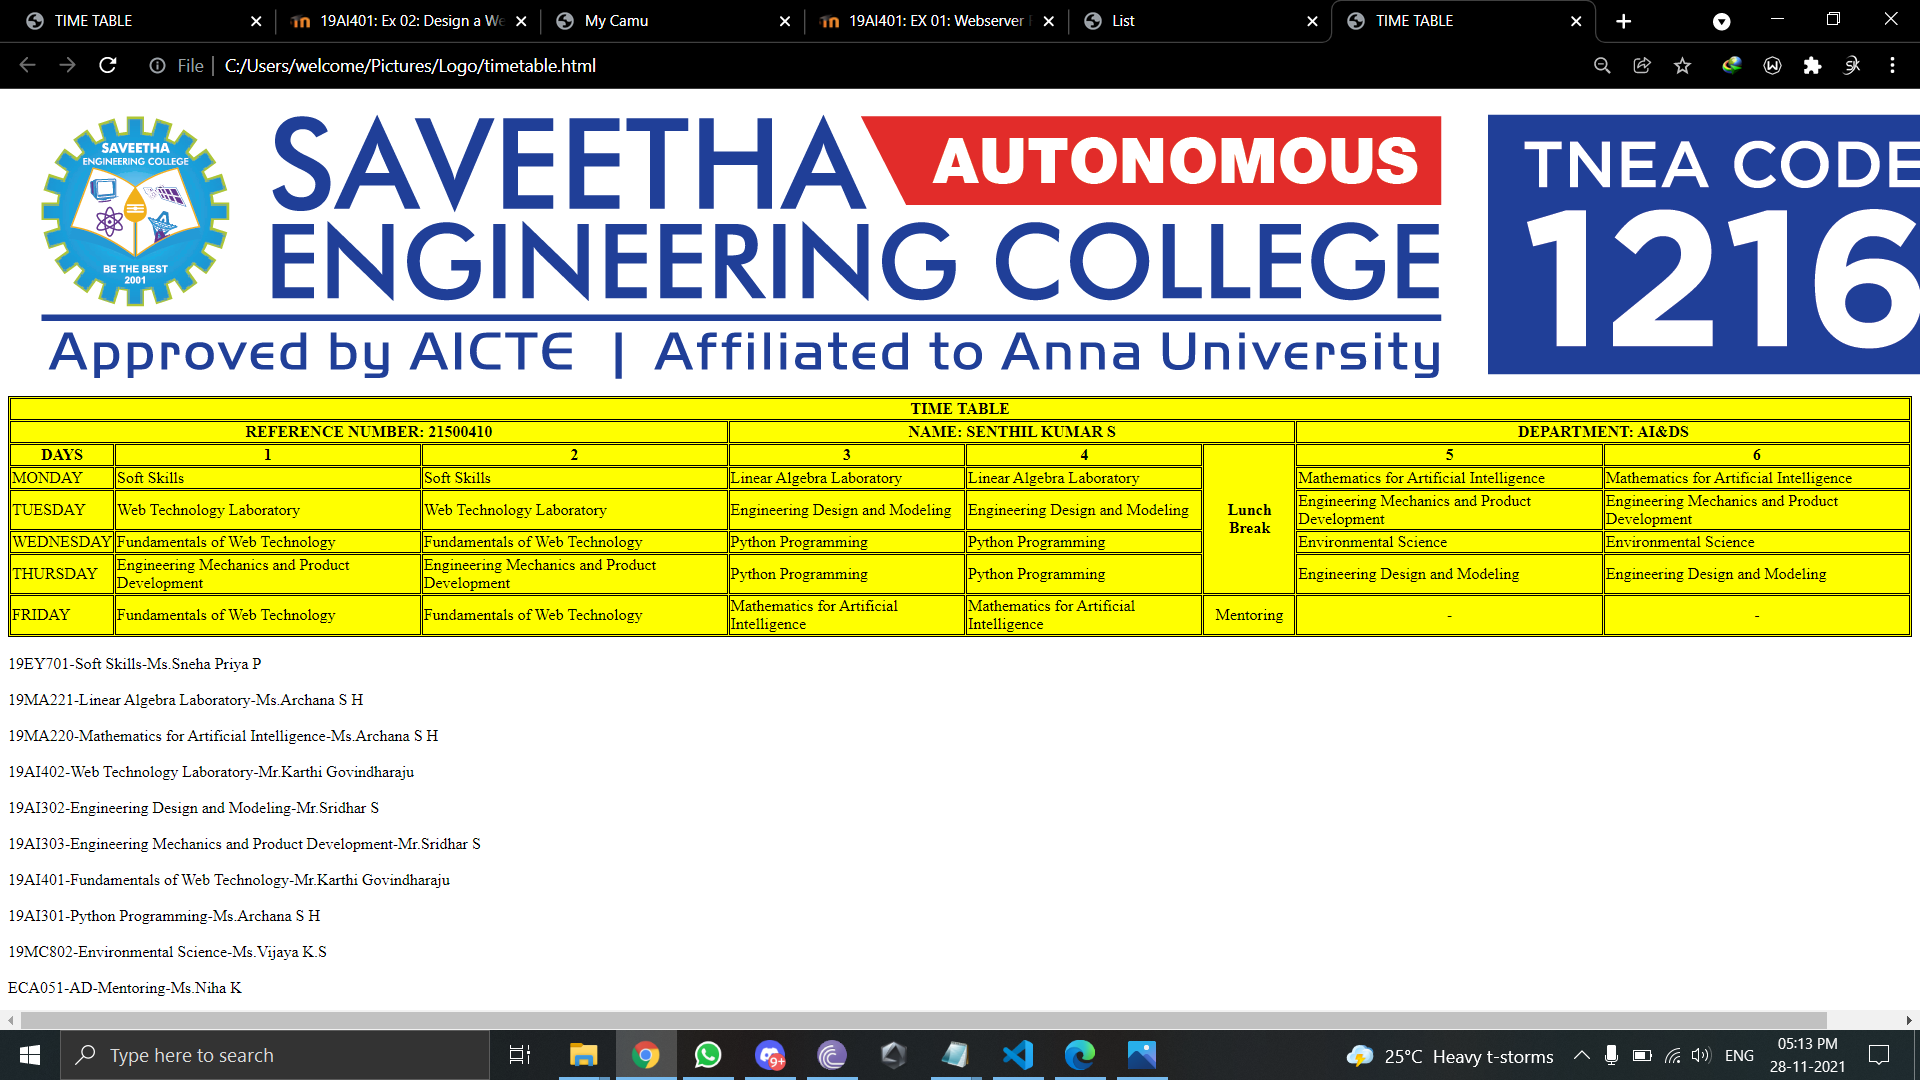 TIME TABLE
19AI401: Ex 02: Design a We
My Camu
19AI401: EX 01: Webserver
List
TIME TABLE
File
C:/Users/welcome/Pictures/Logo/timetable.html
SAVEETHA
ENGINEERING COLLEGE
BE THE BEST
2001
SAVEETHA
AUTONOMOUS
ENGINEERING COLLEGE
Approved by AICTE | Affiliated to Anna University
TNEA CODE
1216
TIME TABLE
REFERENCE NUMBER: 21500410 NAME: SENTHIL KUMAR S DEPARTMENT: AI&DS
DAYS 1 2 3 4 Lunch Break 5 6
MONDAY Soft Skills Soft Skills Linear Algebra Laboratory Linear Algebra Laboratory Mathematics for Artificial Intelligence Mathematics for Artificial Intelligence
TUESDAY Web Technology Laboratory Web Technology Laboratory Engineering Design and Modeling Engineering Design and Modeling Engineering Mechanics and Product Development Engineering Mechanics and Product Development
WEDNESDAY Fundamentals of Web Technology Fundamentals of Web Technology Python Programming Python Programming Environmental Science Environmental Science
THURSDAY Engineering Mechanics and Product Development Engineering Mechanics and Product Development Python Programming Python Programming Engineering Design and Modeling Engineering Design and Modeling
FRIDAY Fundamentals of Web Technology Fundamentals of Web Technology Mathematics for Artificial Intelligence Mathematics for Artificial Intelligence Mentoring - -
19EY701-Soft Skills-Ms.Sneha Priya P
19MA221-Linear Algebra Laboratory-Ms.Archana S H
19MA220-Mathematics for Artificial Intelligence-Ms.Archana S H
19AI402-Web Technology Laboratory-Mr.Karthi Govindharaju
19AI302-Engineering Design and Modeling-Mr.Sridhar S
19AI303-Engineering Mechanics and Product Development-Mr.Sridhar S
19AI401-Fundamentals of Web Technology-Mr.Karthi Govindharaju
19AI301-Python Programming-Ms.Archana S H
19MC802-Environmental Science-Ms.Vijaya K.S
ECA051-AD-Mentoring-Ms.Niha K
Type here to search
9+
25°C Heavy t-storms
ENG
05:13 PM
28-11-2021